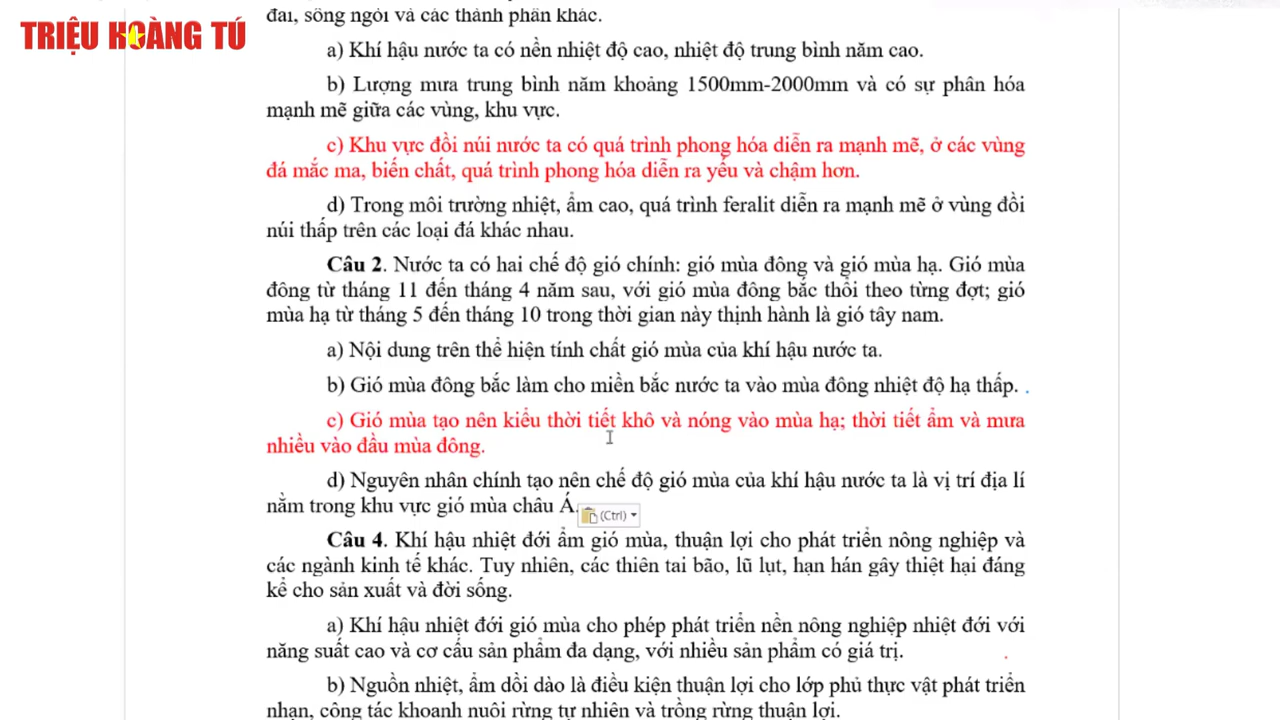 đai, sông ngòi và các thành phần khác.
TRIỆU HOÀNG TÚ
a) Khí hậu nước ta có nền nhiệt độ cao, nhiệt độ trung bình năm cao.
b) Lượng mưa trung bình năm khoảng 1500mm-2000mm và có sự phân hóa
mạnh mẽ giữa các vùng, khu vực.
c) Khu vực đồi núi nước ta có quá trình phong hóa diễn ra mạnh mẽ, ở các vùng
đá mắc ma, biến chất, quá trình phong hóa diễn ra yếu và chậm hơn.
d) Trong môi trường nhiệt, ẩm cao, quá trình feralit diễn ra mạnh mẽ ở vùng đồi
núi thấp trên các loại đá khác nhau.
Câu 2. Nước ta có hai chế độ gió chính: gió mùa đông và gió mùa hạ. Gió mùa
đông từ tháng 11 đến tháng 4 năm sau, với gió mùa đông bắc thổi theo từng đợt; gió
mùa hạ từ tháng 5 đến tháng 10 trong thời gian này thịnh hành là gió tây nam.
a) Nội dung trên thể hiện tính chất gió mùa của khí hậu nước ta.
b) Gió mùa đông bắc làm cho miền bắc nước ta vào mùa đông nhiệt độ hạ thấp.
c) Gió mùa tạo nên kiểu thời tiết khô và nóng vào mùa hạ; thời tiết ẩm và mưa
nhiều vào đầu mùa đông.
d) Nguyên nhân chính tạo nên chế độ gió mùa của khí hậu nước ta là vị trí địa lí
nằm trong khu vực gió mùa châu Á.
(Ctrl)
Câu 4. Khí hậu nhiệt đới ẩm gió mùa, thuận lợi cho phát triển nông nghiệp và
các ngành kinh tế khác. Tuy nhiên, các thiên tai bão, lũ lụt, hạn hán gây thiệt hại đáng
kể cho sản xuất và đời sống.
a) Khí hậu nhiệt đới gió mùa cho phép phát triển nền nông nghiệp nhiệt đới với
năng suất cao và cơ cấu sản phẩm đa dạng, với nhiều sản phẩm có giá trị.
b) Nguồn nhiệt, ẩm dồi dào là điều kiện thuận lợi cho lớp phủ thực vật phát triển
nhan, công tác khoanh nuôi rừng tự nhiên và trồng rừng thuận lợi.